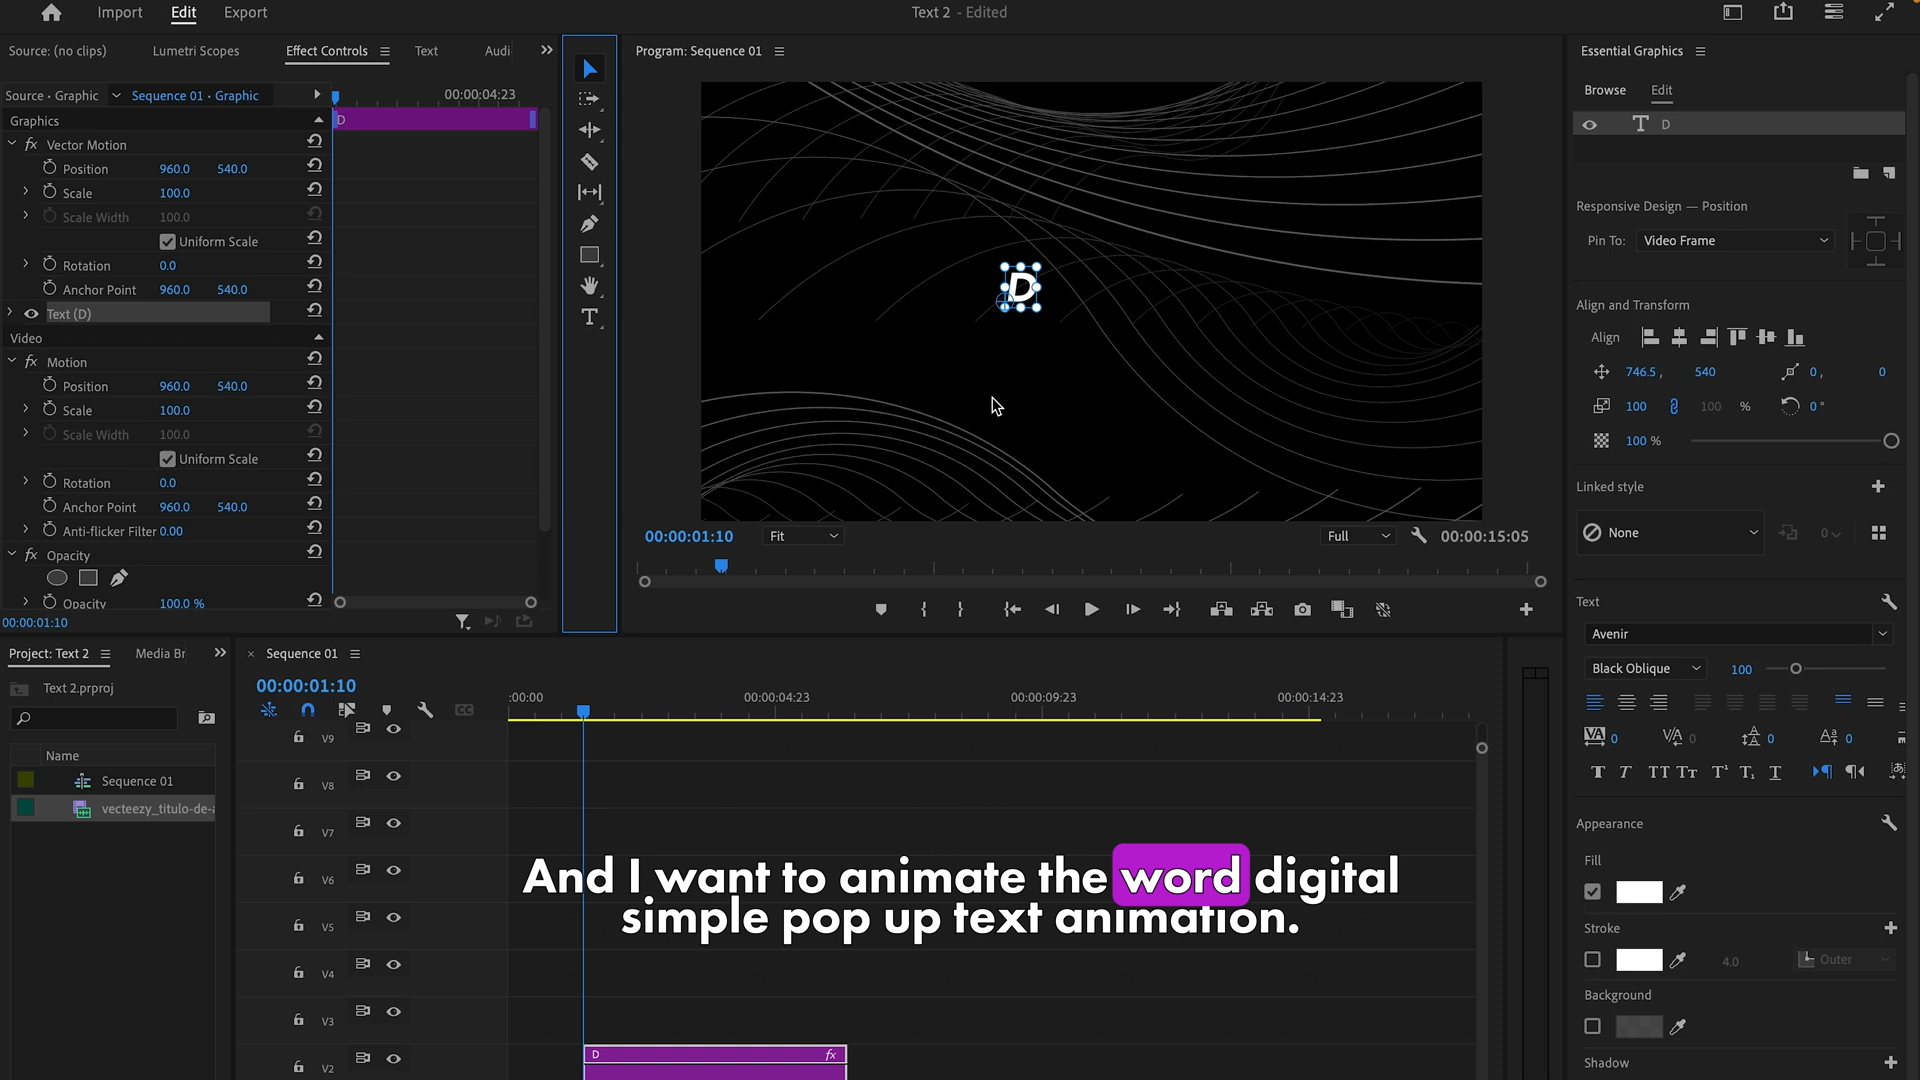 Import Edit Export Text 2 - Edited
Source: (no clips) Lumetri Scopes Effect Controls Text Audi
Program: Sequence 01
Essential Graphics
Source • Graphic Sequence 01 • Graphic 00:00:04:23
Browse Edit
Graphics D
D
Vector Motion
Position 960.0 540.0
Scale 100.0
Scale Width 100.0
Uniform Scale
Rotation 0.0
Anchor Point 960.0 540.0
Text (D)
Video
Motion
Position 960.0 540.0
Scale 100.0
Scale Width 100.0
Uniform Scale
Rotation 0.0
Anchor Point 960.0 540.0
Anti-flicker Filter 0.00
Opacity
Opacity 100.0 %
00:00:01:10
D
00:00:01:10 Fit Full 00:00:15:05
Responsive Design — Position
Pin To: Video Frame
Align and Transform
Align
746.5 , 540 0 , 0
100 100 % 0 °
100 %
Linked style
None 0
Text
Avenir
Black Oblique 100
0 0 0 0
Appearance
Fill
Stroke
4.0 Outer
Background
Shadow
Project: Text 2 Media Br
Text 2.prproj
Name
Sequence 01
vecteezy_titulo-de-a
Sequence 01
00:00:01:10
:00:00 00:00:04:23 00:00:09:23 00:00:14:23
V9
V8
V7
V6
V5
V4
V3
V2
D fx
And I want to animate the word digital
simple pop up text animation.